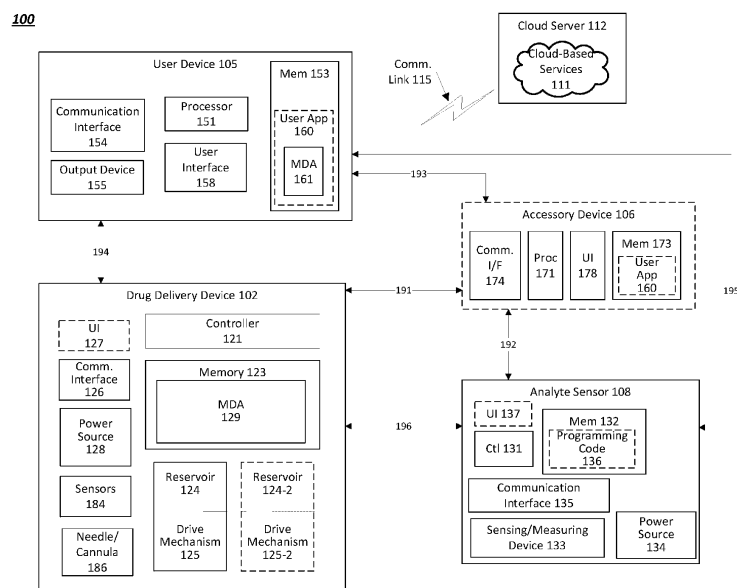 100
Cloud Server 112
Cloud-Based
Services
111
Comm.
Link 115
User Device 105
Communication
Interface
154
Processor
151
Output Device
155
User
Interface
158
Mem 153
User App
160
MDA
161
193
194
Accessory Device 106
Comm.
I/F
174
Proc
171
UI
178
Mem 173
User
App
160
195
191
192
Drug Delivery Device 102
UI
127
Controller
121
Comm.
Interface
126
Memory 123
MDA
129
Power
Source
128
Sensors
184
Needle/
Cannula
186
Reservoir
124
Drive
Mechanism
125
Reservoir
124-2
Drive
Mechanism
125-2
196
Analyte Sensor 108
UI 137
Ctl 131
Mem 132
Programming
Code
136
Communication
Interface 135
Sensing/Measuring
Device 133
Power
Source
134